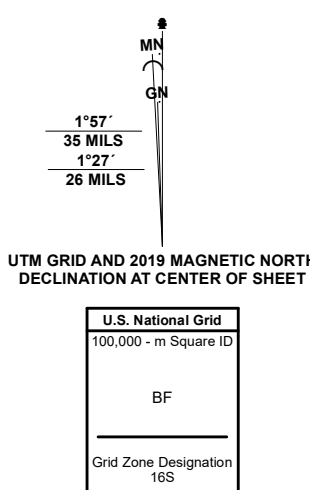 MN
GN
1°57´
35 MILS
1°27´
26 MILS
UTM GRID AND 2019 MAGNETIC NORTH
DECLINATION AT CENTER OF SHEET
U.S. National Grid
100,000 - m Square ID
BF
Grid Zone Designation
16S